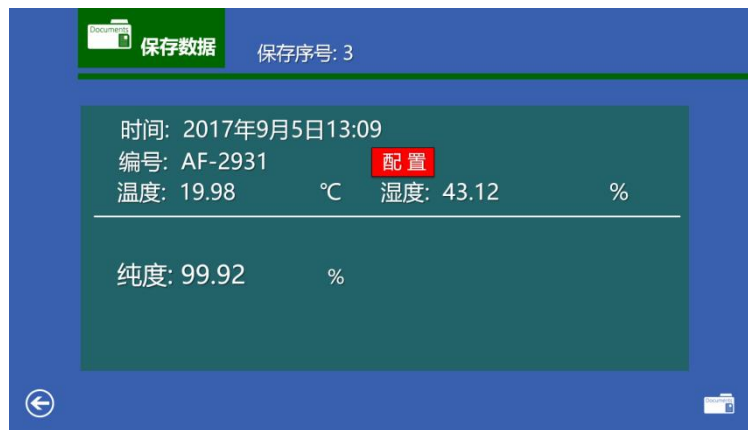 Documents
保存数据
保存序号: 3
时间: 2017年9月5日13:09
编号: AF-2931 配 置
温度: 19.98 ℃ 湿度: 43.12 %
纯度: 99.92 %
Documents